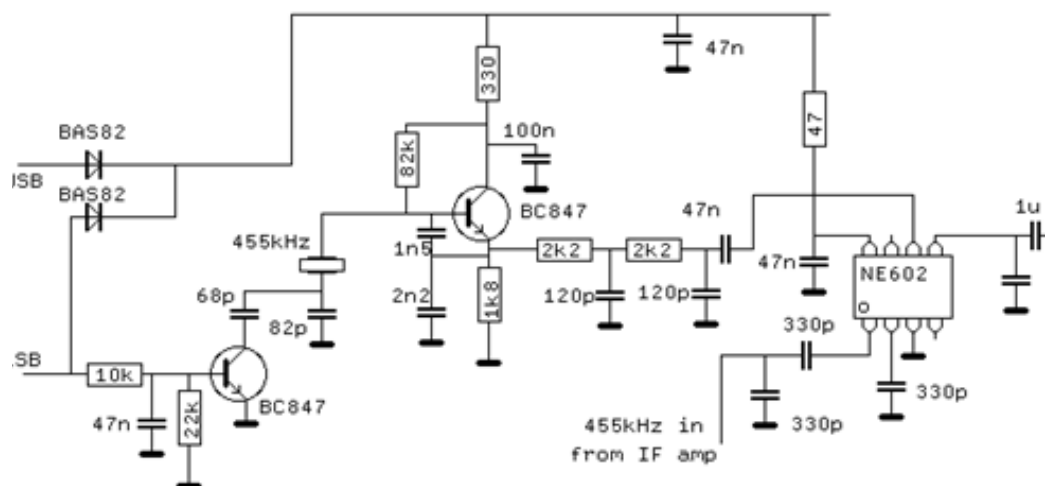 47n
330
47
BAS82
100n
82k
USB
BAS82
BC847
47n
1u
455kHz
1n5
2k2
2k2
47n
NE602
68p
2n2
1k8
120p
120p
82p
330p
LSB
10k
BC847
330p
47n
22k
455kHz in
330p
from IF amp